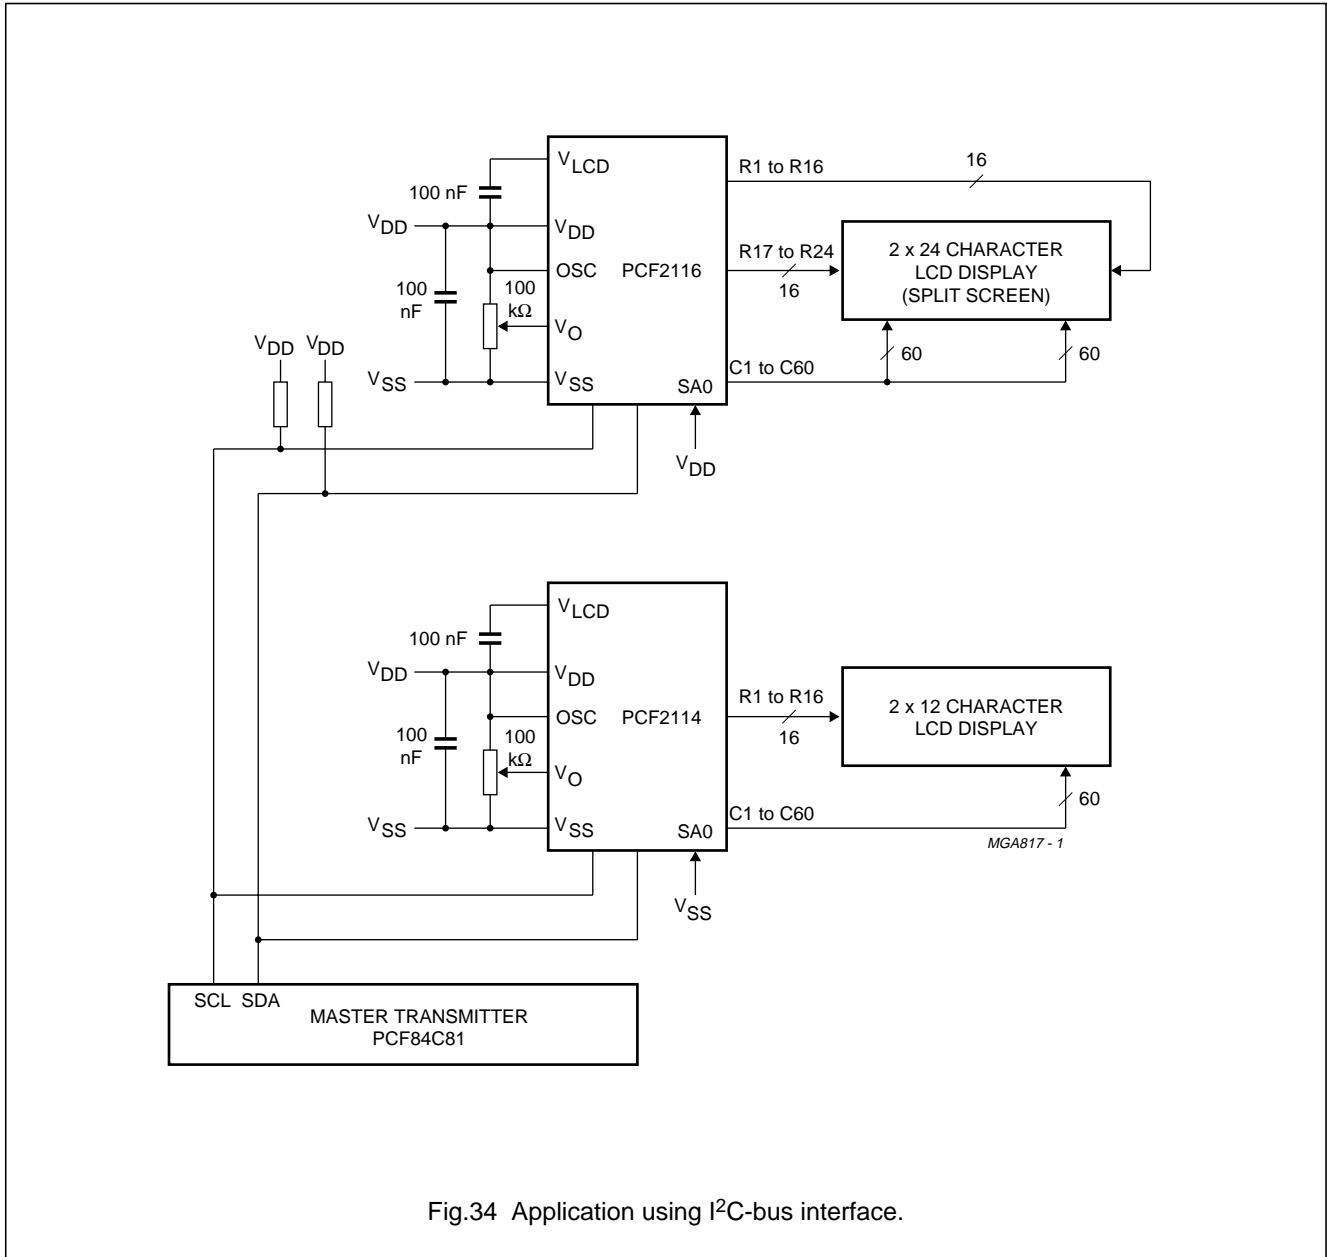 VLCD
R1 to R16
16
100 nF
VDD
VDD
R17 to R24
16
2 x 24 CHARACTER
LCD DISPLAY
(SPLIT SCREEN)
OSC
PCF2116
100
nF
100
kΩ
VO
60
60
VDD
VDD
VSS
VSS
SA0
C1 to C60
VDD
VLCD
100 nF
VDD
VDD
R1 to R16
16
2 x 12 CHARACTER
LCD DISPLAY
OSC
PCF2114
100
nF
100
kΩ
VO
60
VSS
VSS
SA0
C1 to C60
MGA817 - 1
VSS
SCL SDA
MASTER TRANSMITTER
PCF84C81
Fig.34 Application using I²C-bus interface.